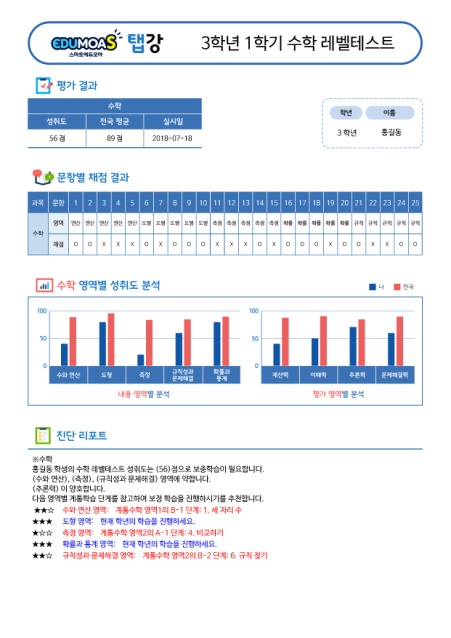 EDUMOAS 탭강
스마트에듀모아
3학년 1학기 수학 레벨테스트
평가 결과
수학
성취도 전국 평균 실시일
56 점 89 점 2018-07-18
학년 이름
3 학년 홍길동
문항별 채점 결과
과목 문항 1 2 3 4 5 6 7 8 9 10 11 12 13 14 15 16 17 18 19 20 21 22 23 24 25
수학 영역 연산 연산 연산 연산 연산 도형 도형 도형 도형 도형 측정 측정 측정 측정 측정 확률 확률 확률 확률 확률 규칙 규칙 규칙 규칙 규칙
채점 O O X X X O X O O O X X X O X O O O X O O X X O O
수학 영역별 성취도 분석
나 전국
100
50
0
수와 연산 도형 측정 규칙성과 문제해결 확률과 통계
내용 영역별 분석
100
50
0
계산력 이해력 추론력 문제해결력
평가 영역별 분석
진단 리포트
※수학
홍길동 학생의 수학 레벨테스트 성취도는 (56)점으로 보충학습이 필요합니다.
(수와 연산), (측정), (규칙성과 문제해결) 영역에 약합니다.
(추론력) 이 양호합니다.
다음 영역별 계통학습 단계를 참고하여 보정 학습을 진행하시기를 추천합니다.
★★☆ 수와 연산 영역: 계통수학 영역1의 B-1 단계: 1. 세 자리 수
★★★ 도형 영역: 현재 학년의 학습을 진행하세요.
★☆☆ 측정 영역: 계통수학 영역2의 A-1 단계: 4. 비교하기
★★★ 확률과 통계 영역: 현재 학년의 학습을 진행하세요.
★★☆ 규칙성과 문제해결 영역: 계통수학 영역2의 B-2 단계: 6. 규칙 찾기